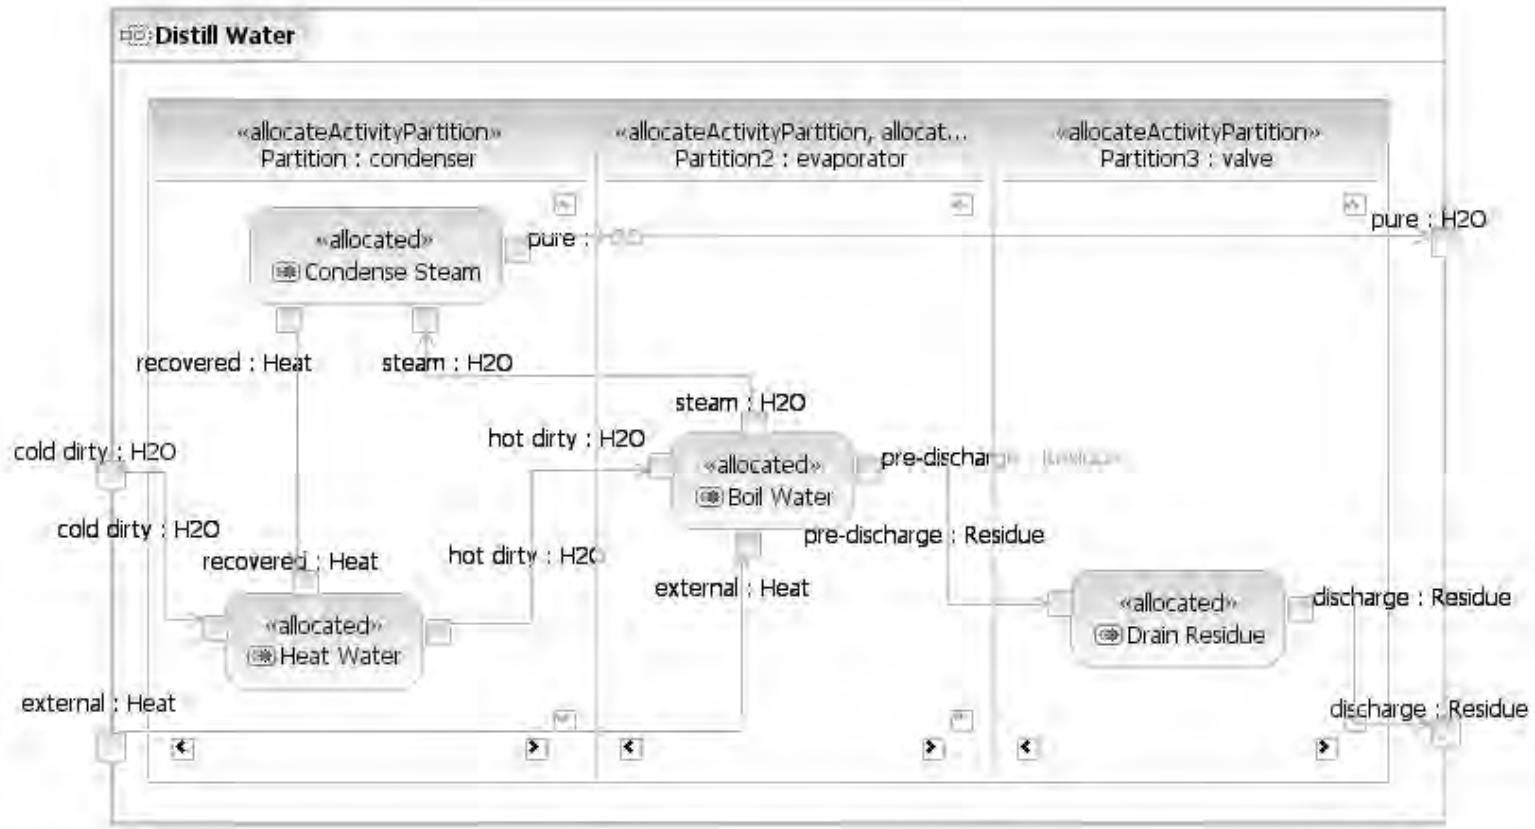 Distill Water
«allocateActivityPartition»
Partition : condenser
«allocateActivityPartition, allocat...
Partition2 : evaporator
«allocateActivityPartition»
Partition3 : valve
pure : H2O
«allocated»
Condense Steam
pure :
recovered : Heat
steam : H2O
steam : H2O
cold dirty : H2O
hot dirty : H2O
«allocated»
Boil Water
pre-discharge : Residue
cold dirty : H2O
pre-discharge : Residue
recovered : Heat
hot dirty : H2O
external : Heat
«allocated»
Heat Water
«allocated»
Drain Residue
discharge : Residue
external : Heat
discharge : Residue